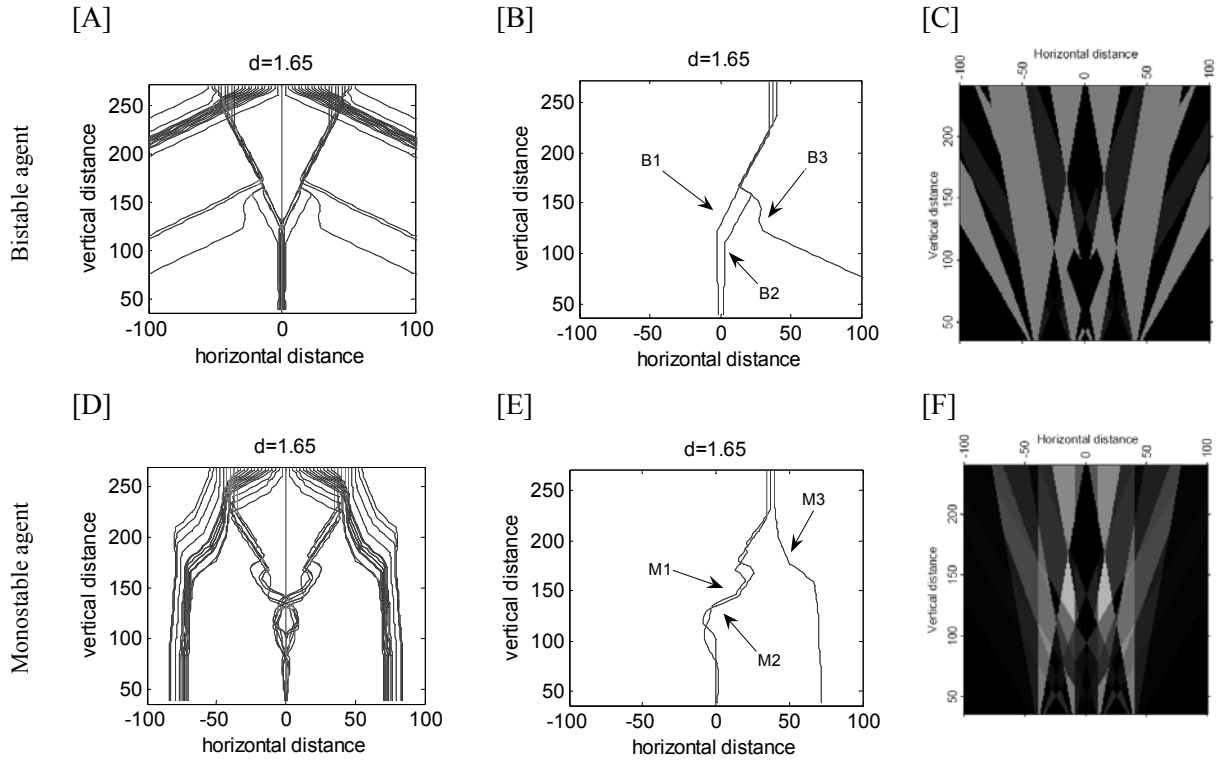 [A]
[B]
[C]
Bistable agent
d=1.65
vertical distance
250
200
150
100
50
-100
-50
0
50
100
horizontal distance
d=1.65
vertical distance
250
200
150
100
50
B1
B3
B2
-100
-50
0
50
100
horizontal distance
Horizontal distance
-100
-50
0
50
100
Vertical distance
200
150
100
50
[D]
[E]
[F]
Monostable agent
d=1.65
vertical distance
250
200
150
100
50
-100
-50
0
50
100
horizontal distance
d=1.65
vertical distance
250
200
150
100
50
M3
M1
M2
-100
-50
0
50
100
horizontal distance
Horizontal distance
-100
-50
0
50
100
Vertical distance
200
150
100
50